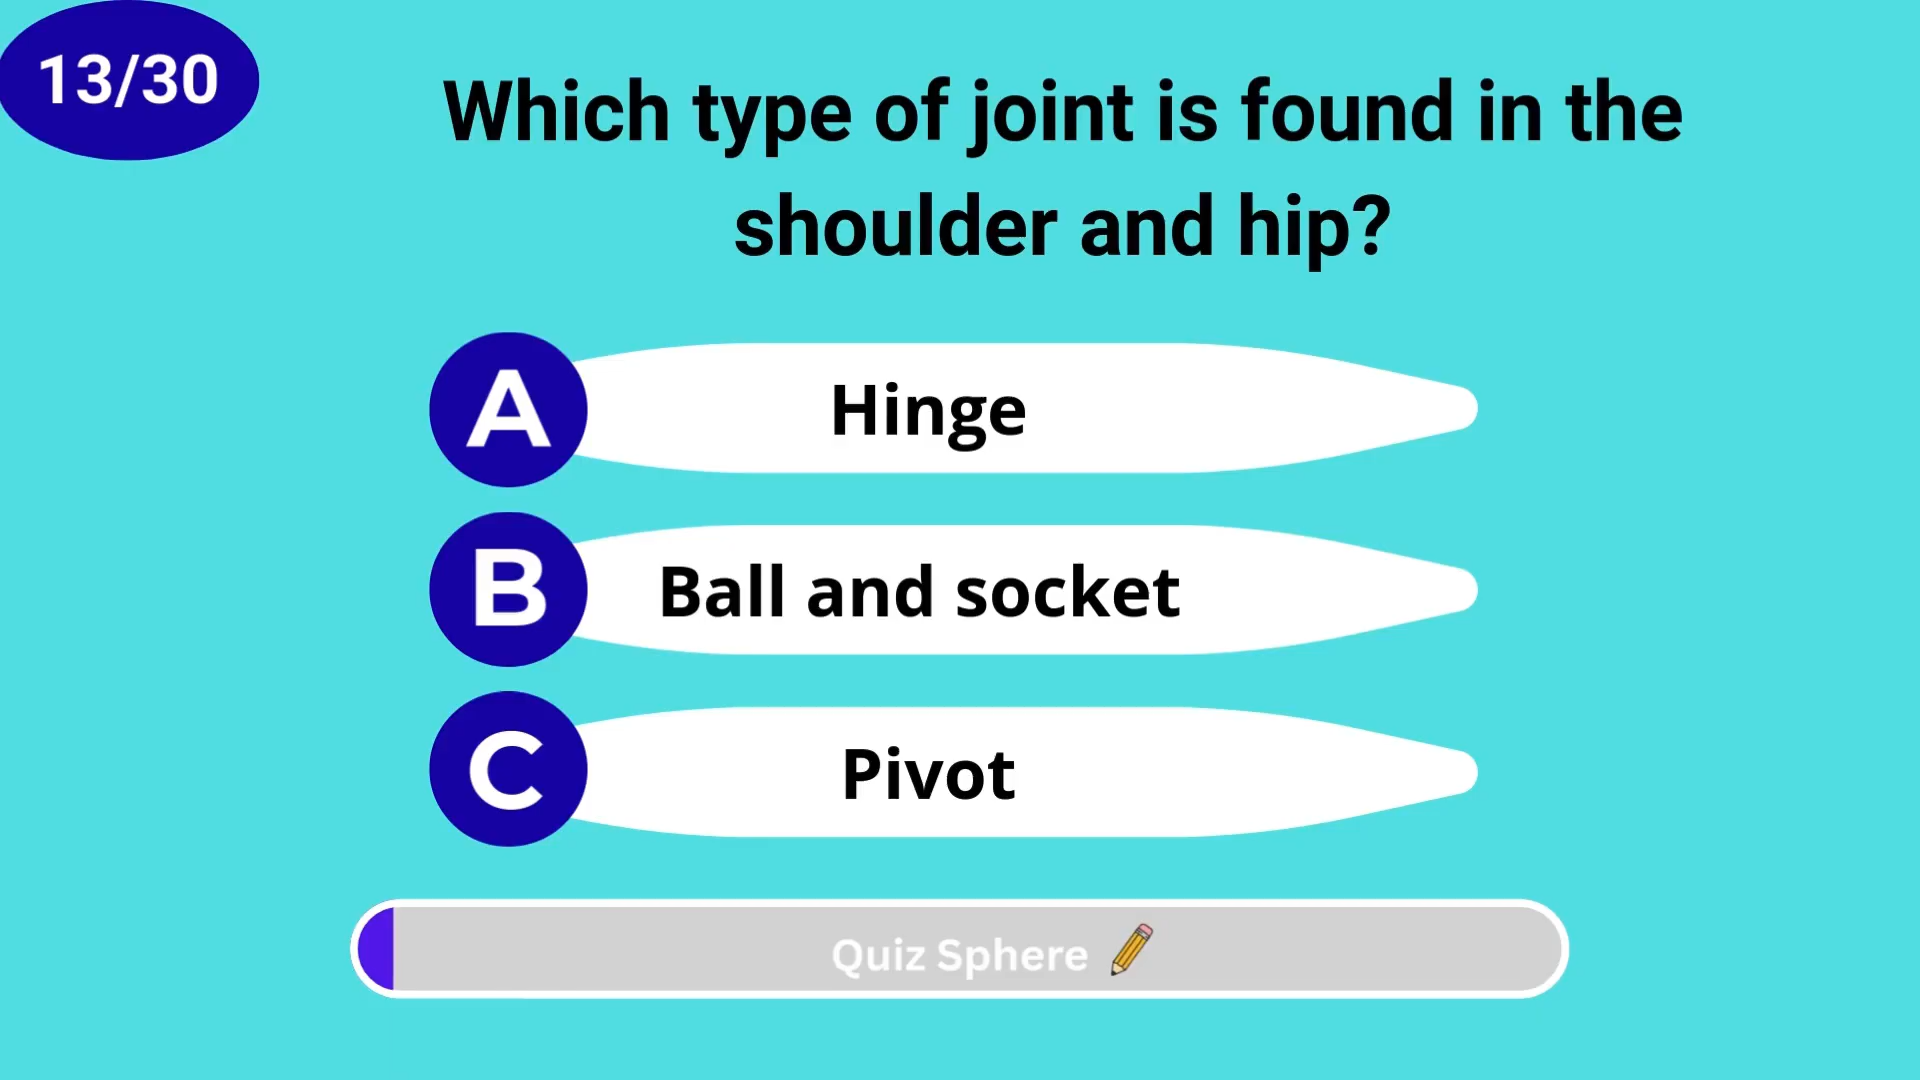 13/30
Which type of joint is found in the
shoulder and hip?
A
Hinge
B
Ball and socket
C
Pivot
Quiz Sphere